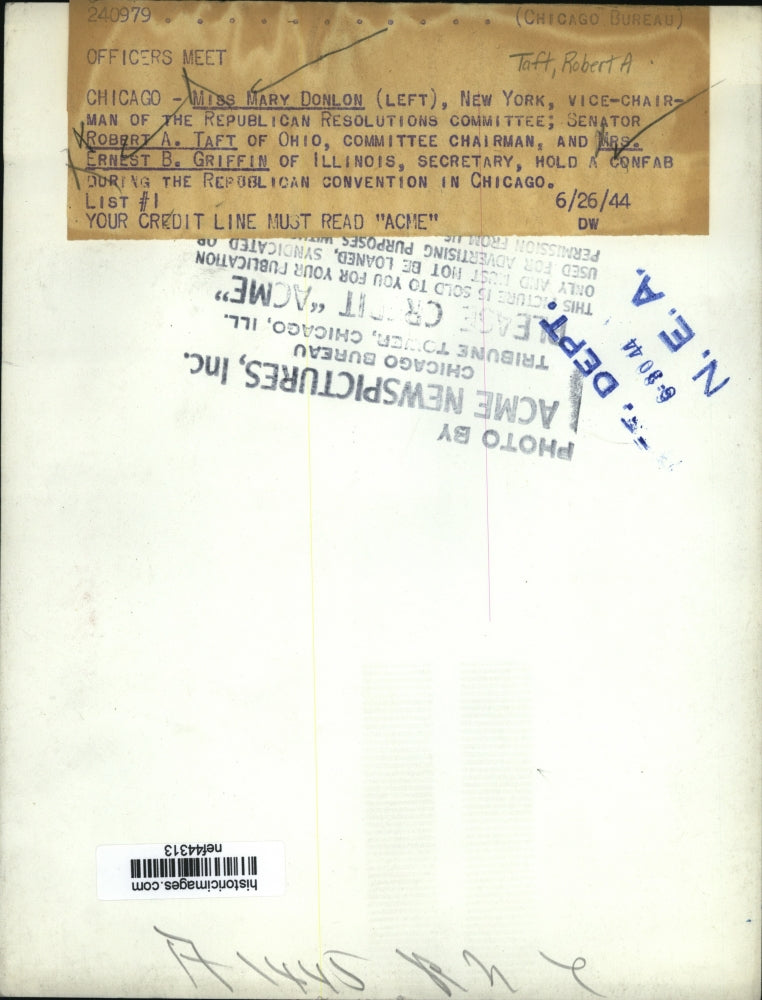 240979 . . . . . . . . . . (CHICAGO BUREAU)
OFFICERS MEET
Taft, Robert A
CHICAGO - MISS MARY DONLON (LEFT), NEW YORK, VICE-CHAIR-
MAN OF THE REPUBLICAN RESOLUTIONS COMMITTEE; SENATOR
ROBERT A. TAFT OF OHIO, COMMITTEE CHAIRMAN, AND MRS.
ERNEST B. GRIFFIN OF ILLINOIS, SECRETARY, HOLD A CONFAB
DURING THE REPUBLICAN CONVENTION IN CHICAGO.
LIST #1 6/26/44
YOUR CREDIT LINE MUST READ "ACME" DW
PHOTO BY
ACME NEWSPICTURES, Inc.
CHICAGO BUREAU
TRIBUNE TOWER, CHICAGO, ILL.
PLEASE CREDIT "ACME"
THIS PICTURE IS SOLD TO YOU FOR YOUR PUBLICATION
ONLY AND MUST NOT BE LOANED, SYNDICATED OR
USED FOR ADVERTISING PURPOSES WITHOUT
PERMISSION FROM US
DEPT.
6-30 44
N. E. A.
historicimages.com
nef44313